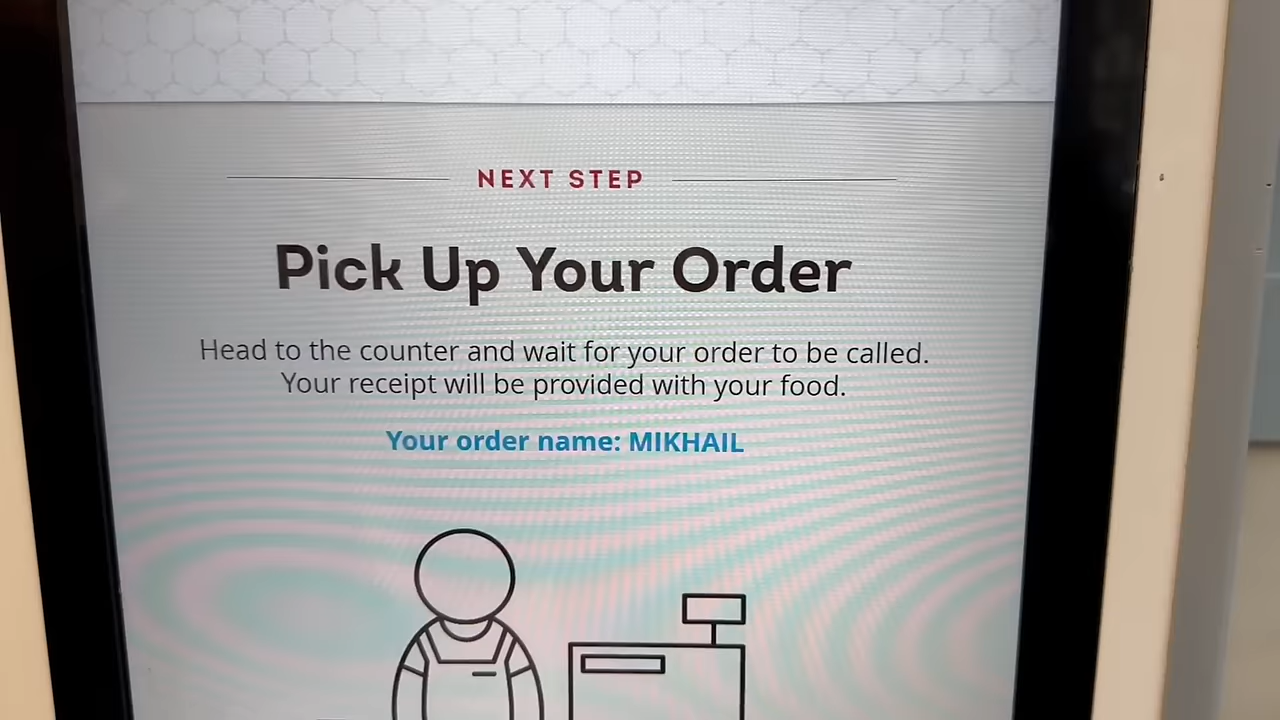 NEXT STEP
Pick Up Your Order
Head to the counter and wait for your order to be called.
Your receipt will be provided with your food.
Your order name: MIKHAIL